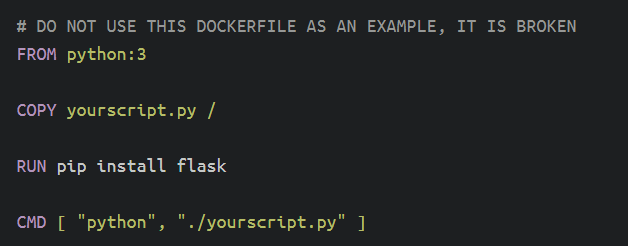 # DO NOT USE THIS DOCKERFILE AS AN EXAMPLE, IT IS BROKEN
FROM python:3
COPY yourscript.py /
RUN pip install flask
CMD [ "python", "./yourscript.py" ]